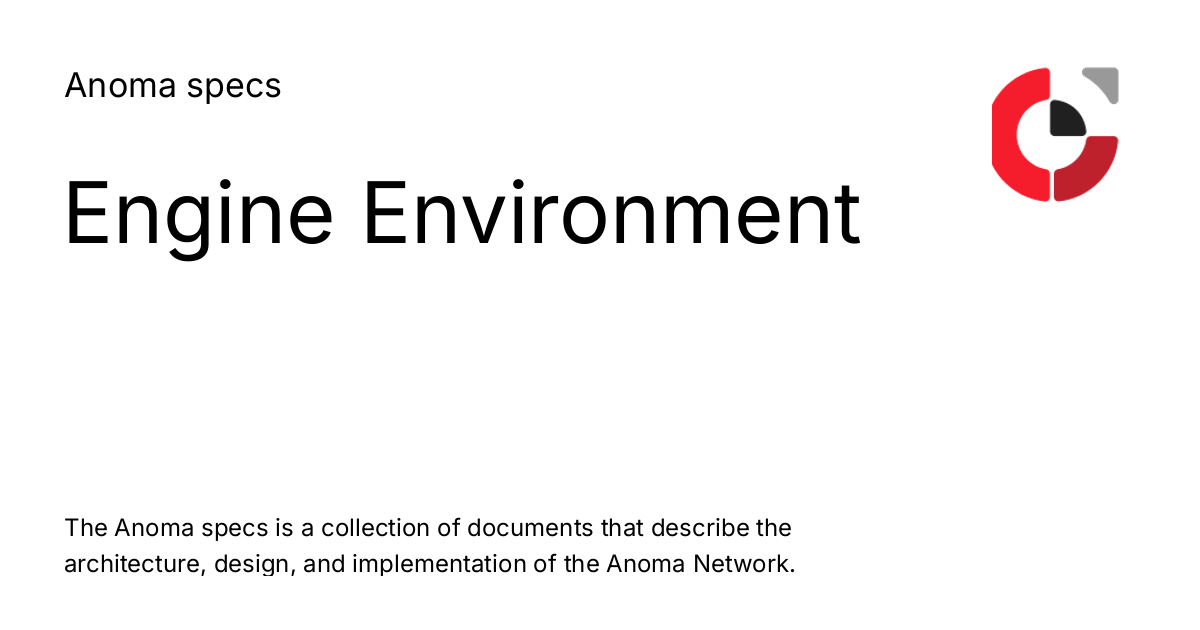 Anoma specs
Engine Environment
The Anoma specs is a collection of documents that describe the
architecture, design, and implementation of the Anoma Network.